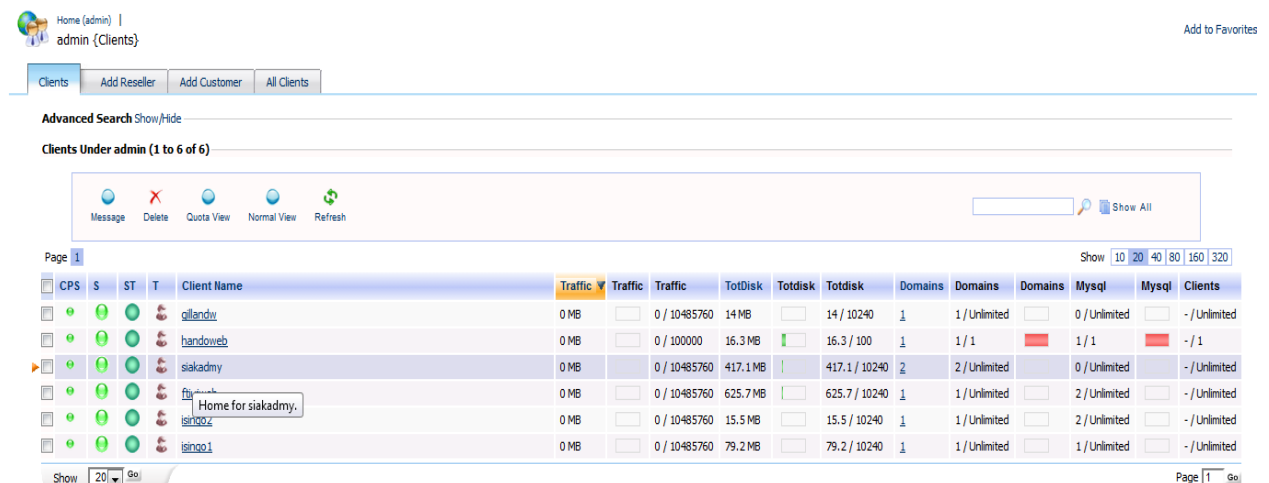 Home (admin) |
admin {Clients}
Add to Favorites
Clients Add Reseller Add Customer All Clients
Advanced Search Show/Hide
Clients Under admin (1 to 6 of 6)
Message Delete Quota View Normal View Refresh
Show All
Page 1
Show 10 20 40 80 160 320
CPS S ST T Client Name Traffic Traffic Traffic TotDisk Totdisk Totdisk Domains Domains Domains Mysql Mysql Clients
gillandw 0 MB 0 / 10485760 14 MB 14 / 10240 1 1 / Unlimited 0 / Unlimited - / Unlimited
handoweb 0 MB 0 / 100000 16.3 MB 16.3 / 100 1 1 / 1 1 / 1 - / 1
siakadmy 0 MB 0 / 10485760 417.1 MB 417.1 / 10240 2 2 / Unlimited 0 / Unlimited - / Unlimited
0 MB 0 / 10485760 625.7 MB 625.7 / 10240 1 1 / Unlimited 2 / Unlimited - / Unlimited
Home for siakadmy.
isingo2 0 MB 0 / 10485760 15.5 MB 15.5 / 10240 1 1 / Unlimited 2 / Unlimited - / Unlimited
isingo1 0 MB 0 / 10485760 79.2 MB 79.2 / 10240 1 1 / Unlimited 1 / Unlimited - / Unlimited
Show 20 Go
Page 1 Go